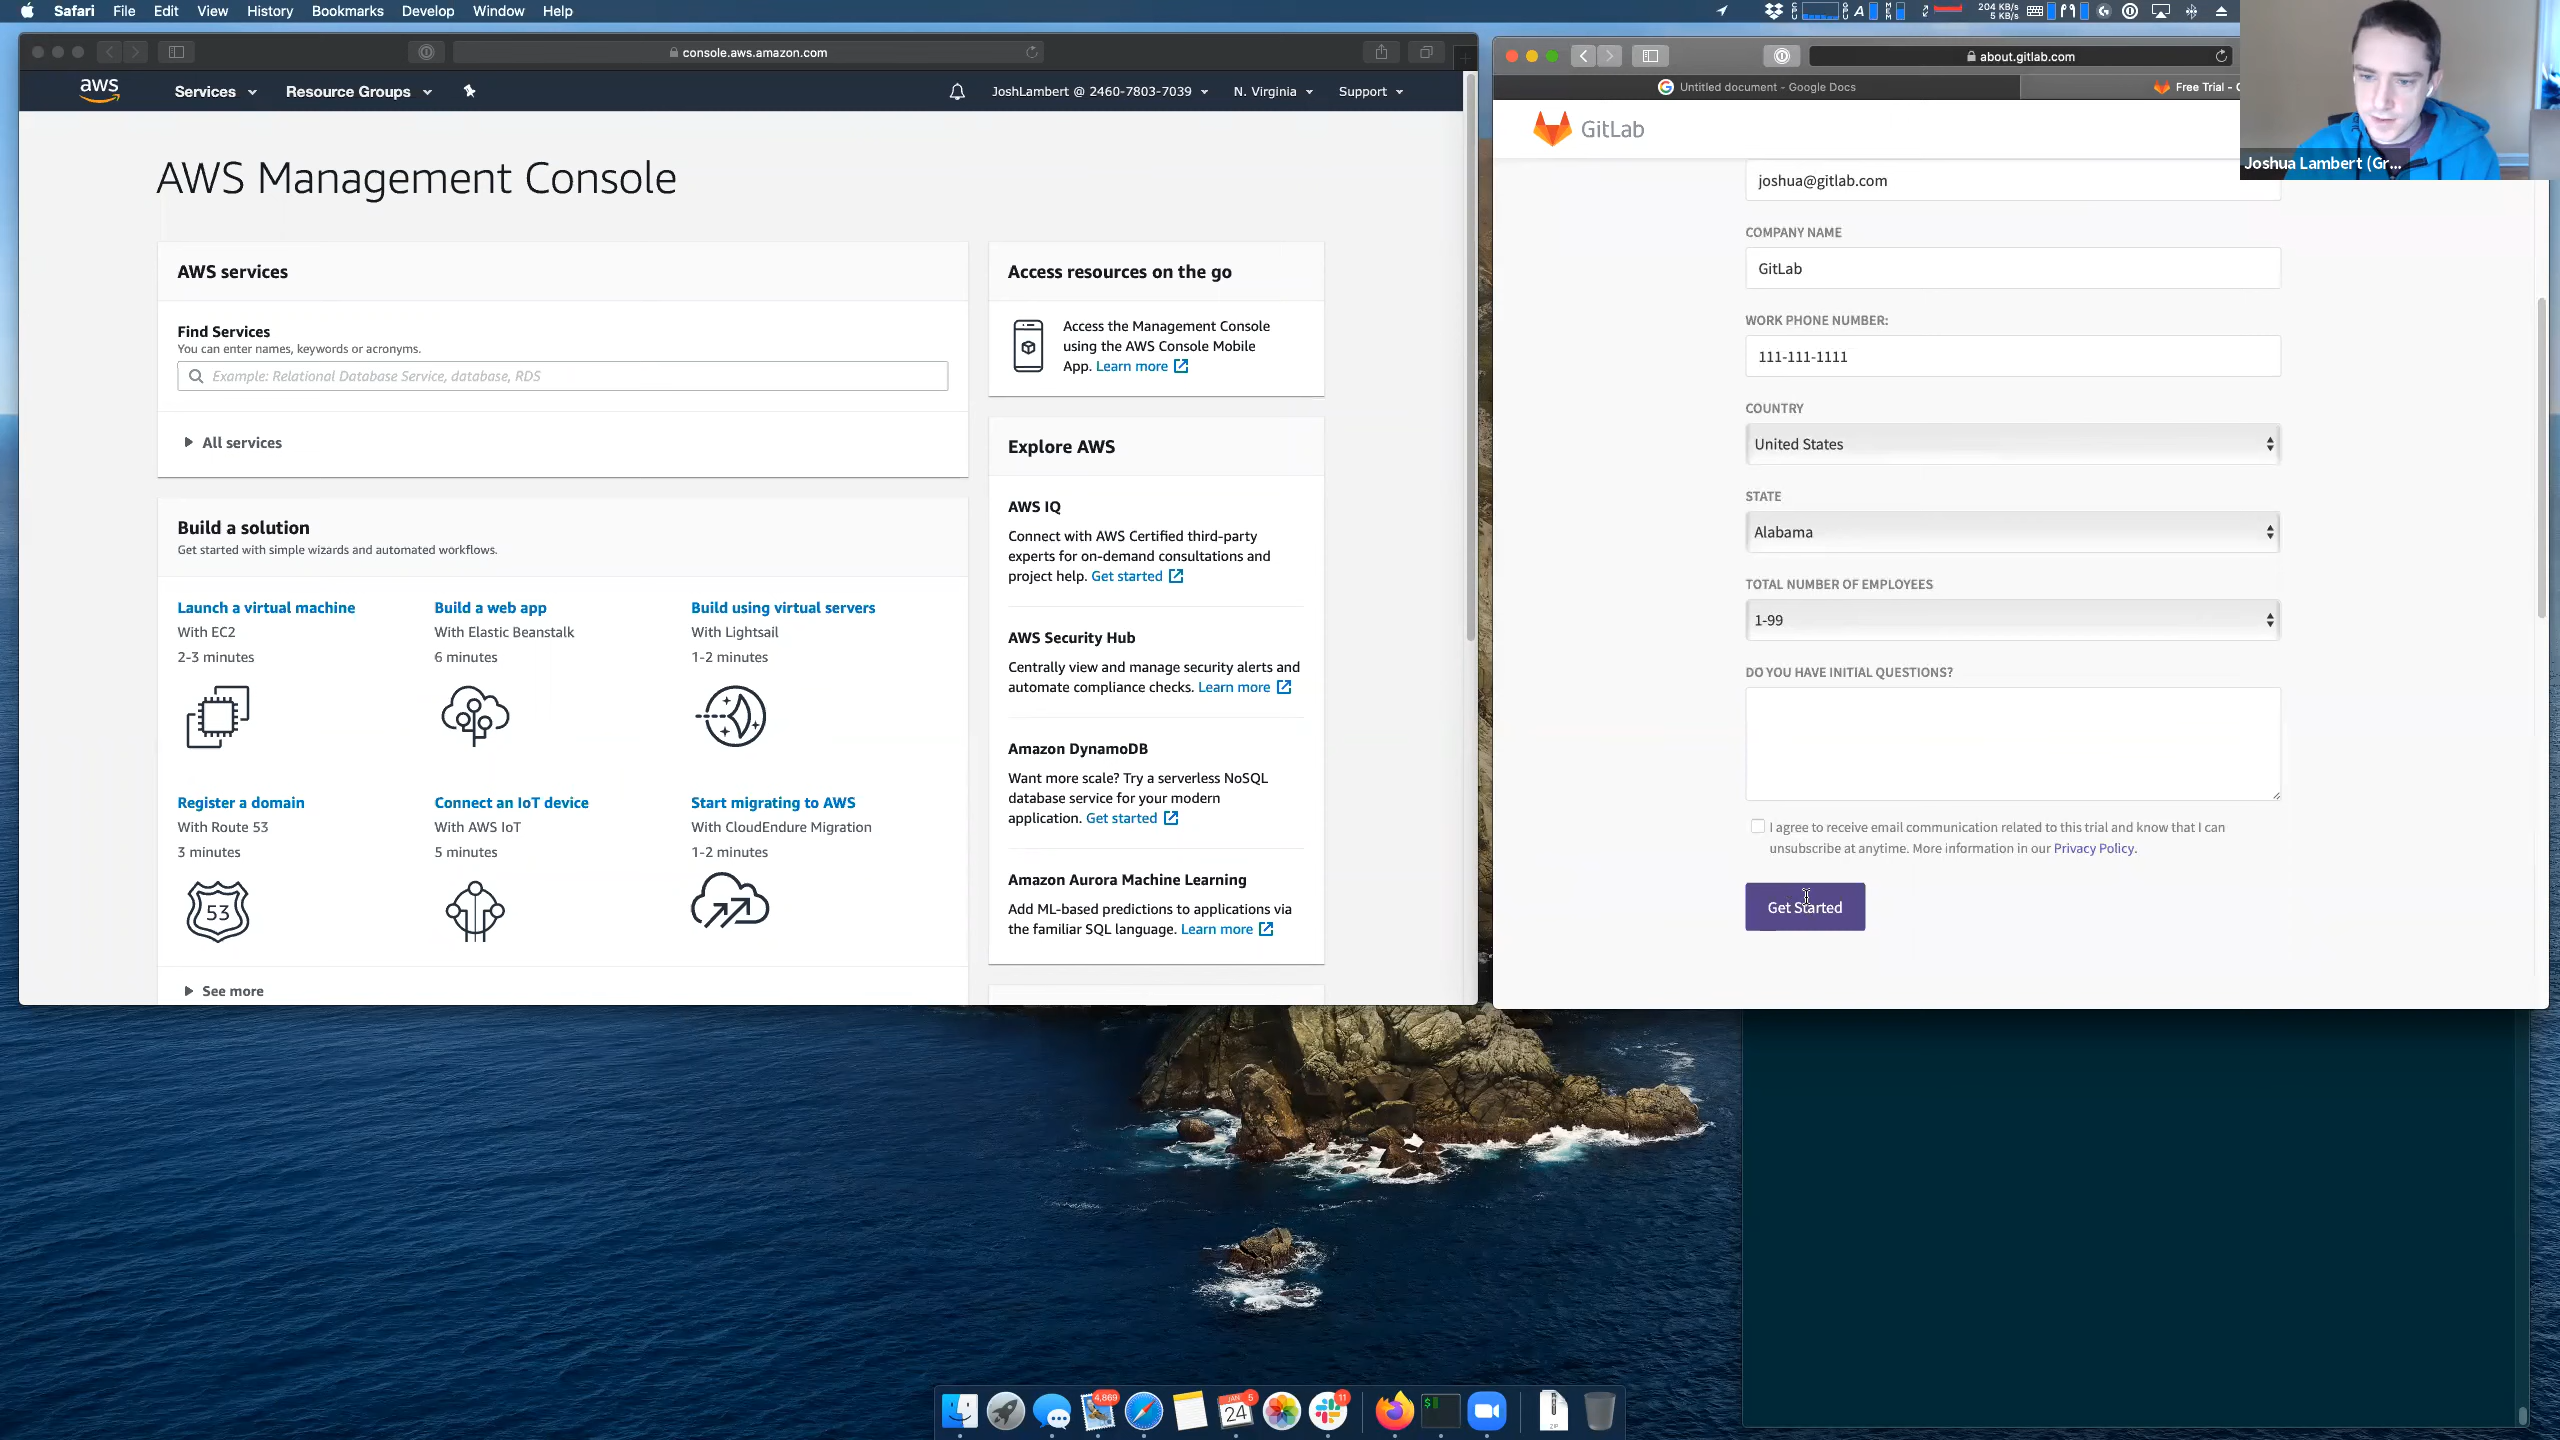 Safari File Edit View History Bookmarks Develop Window Help
204 KB/s
5 KB/s
console.aws.amazon.com
about.gitlab.com
Untitled document - Google Docs
Free Trial - G
aws
Services
Resource Groups
JoshLambert @ 2460-7803-7039
N. Virginia
Support
GitLab
Joshua Lambert (Gr...
AWS Management Console
AWS services
Find Services
You can enter names, keywords or acronyms.
Example: Relational Database Service, database, RDS
All services
Build a solution
Get started with simple wizards and automated workflows.
Launch a virtual machine
With EC2
2-3 minutes
Build a web app
With Elastic Beanstalk
6 minutes
Build using virtual servers
With Lightsail
1-2 minutes
Register a domain
With Route 53
3 minutes
53
Connect an IoT device
With AWS IoT
5 minutes
Start migrating to AWS
With CloudEndure Migration
1-2 minutes
See more
Access resources on the go
Access the Management Console
using the AWS Console Mobile
App. Learn more
Explore AWS
AWS IQ
Connect with AWS Certified third-party
experts for on-demand consultations and
project help. Get started
AWS Security Hub
Centrally view and manage security alerts and
automate compliance checks. Learn more
Amazon DynamoDB
Want more scale? Try a serverless NoSQL
database service for your modern
application. Get started
Amazon Aurora Machine Learning
Add ML-based predictions to applications via
the familiar SQL language. Learn more
joshua@gitlab.com
COMPANY NAME
GitLab
WORK PHONE NUMBER:
111-111-1111
COUNTRY
United States
STATE
Alabama
TOTAL NUMBER OF EMPLOYEES
1-99
DO YOU HAVE INITIAL QUESTIONS?
I agree to receive email communication related to this trial and know that I can
unsubscribe at anytime. More information in our Privacy Policy.
Get Started
4,869
JAN
24
5
11
ZIP